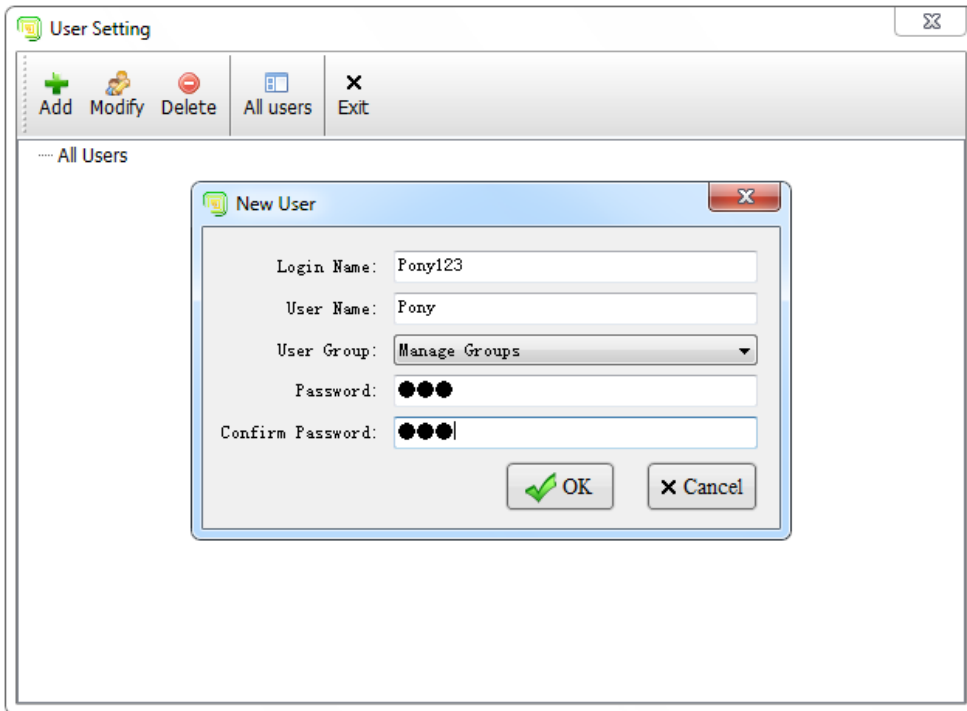 User Setting
Add Modify Delete All users Exit
All Users
New User
Login Name: Pony123
User Name: Pony
User Group: Manage Groups
Password: ●●●
Confirm Password: ●●●
OK Cancel